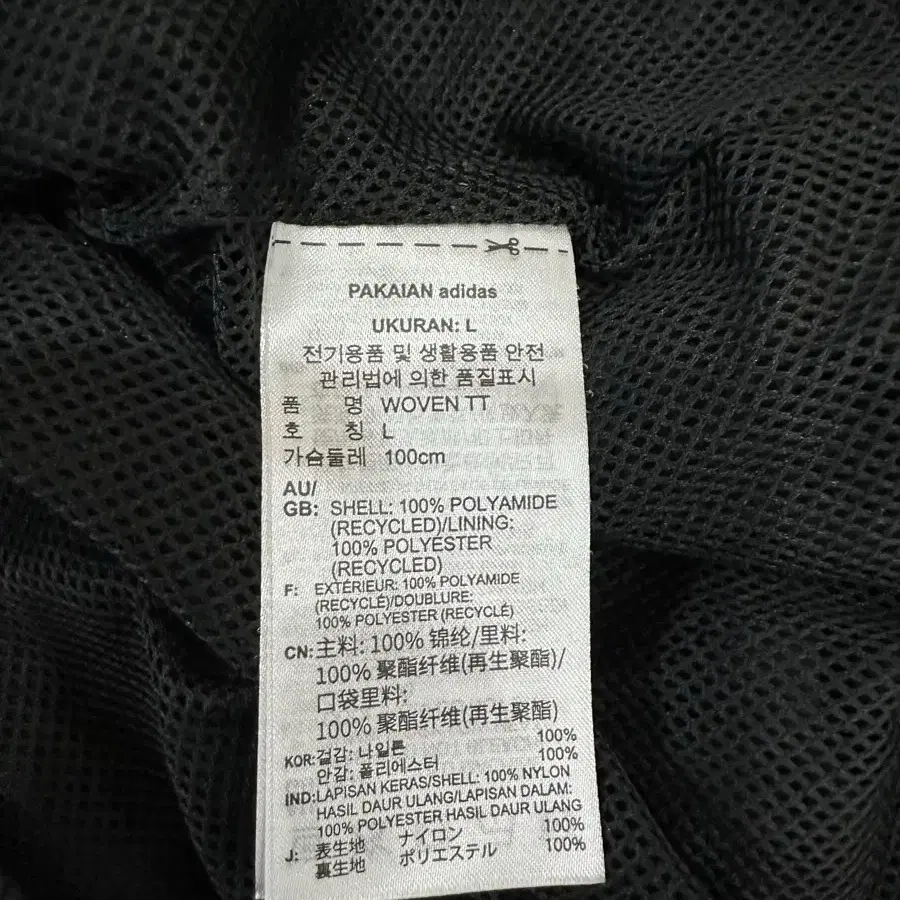 PAKAIAN adidas
UKURAN: L
전기용품 및 생활용품 안전
관리법에 의한 품질표시
품 명 WOVEN TT
호 칭 L
가슴둘레 100cm
AU/
GB: SHELL: 100% POLYAMIDE
(RECYCLED)/LINING:
100% POLYESTER
(RECYCLED)
F: EXTÉRIEUR: 100% POLYAMIDE
(RECYCLÉ)/DOUBLURE:
100% POLYESTER (RECYCLÉ)
CN: 主料: 100% 锦纶/里料:
100% 聚酯纤维(再生聚酯)/
口袋里料:
100% 聚酯纤维(再生聚酯)
KOR: 겉감: 나일론 100%
안감: 폴리에스터 100%
IND: LAPISAN KERAS/SHELL: 100% NYLON
HASIL DAUR ULANG/LAPISAN DALAM:
100% POLYESTER HASIL DAUR ULANG
J: 表生地 ナイロン 100%
裏生地 ポリエステル 100%